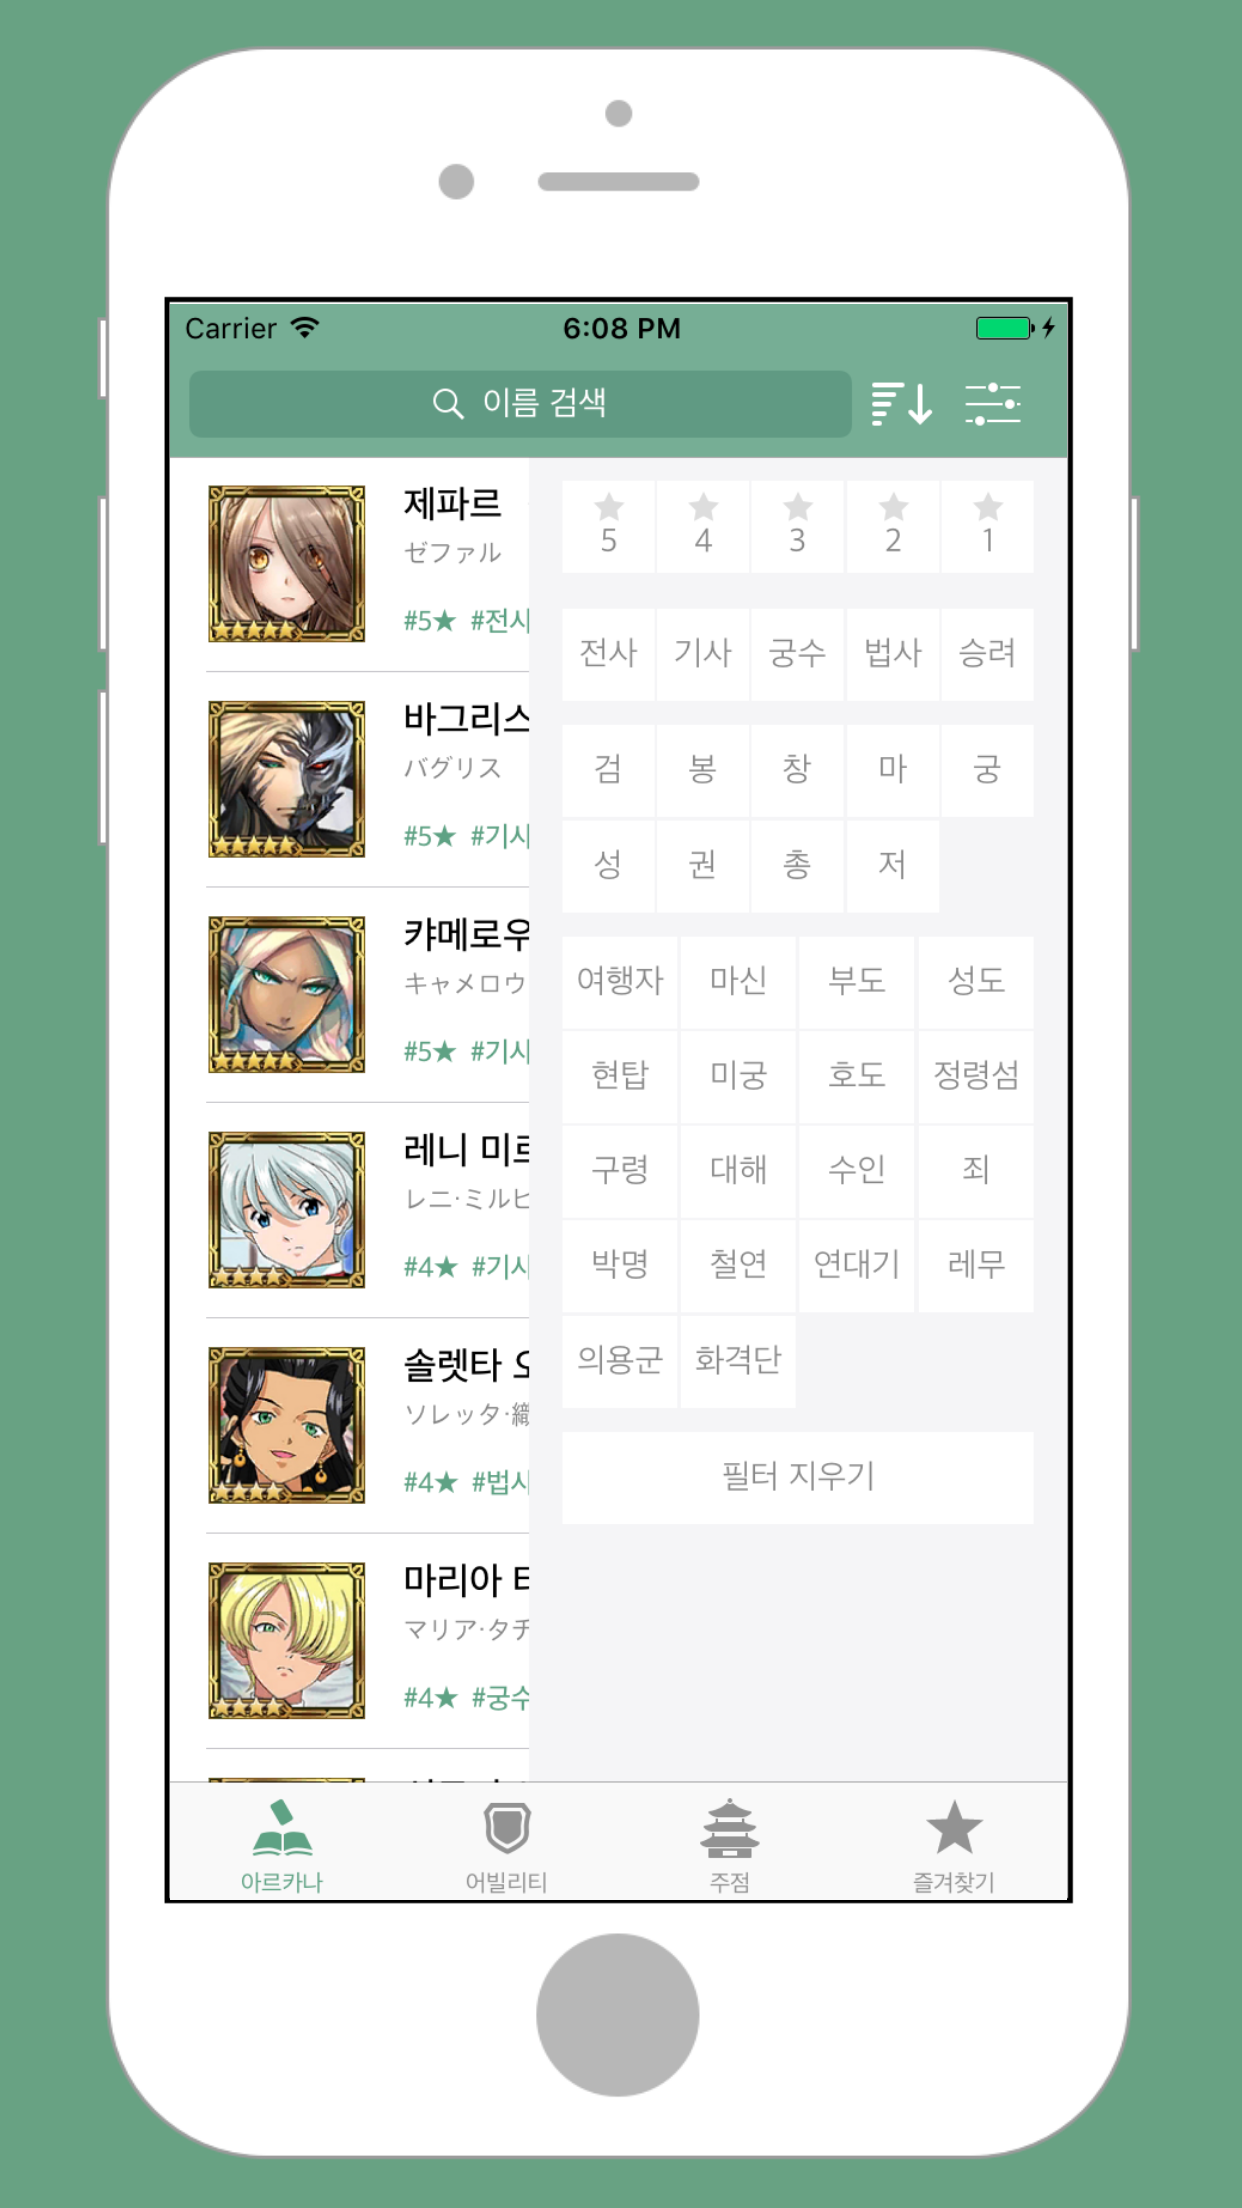 Carrier 6:08 PM
이름 검색
제파르
ゼファル
#5★ #전사
바그리스
バグリス
#5★ #기사
캬메로우
キャメロウ
#5★ #기사
레니
レニ·ミルヒ
#4★ #기사
솔렛타
ソレッタ·織
#4★ #법사
마리아
マリア·タチ
#4★ #궁수
5 4 3 2 1
전사 기사 궁수 법사 승려
검 봉 창 마 궁
성 권 총 저
여행자 마신 부도 성도
현탑 미궁 호도 정령섬
구령 대해 수인 죄
박명 철연 연대기 레무
의용군 화격단
필터 지우기
아르카나 어빌리티 주점 즐겨찾기